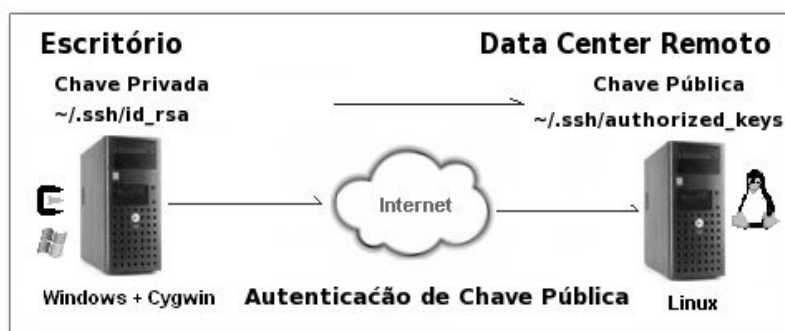 Escritório
Data Center Remoto
Chave Privada
~/.ssh/id_rsa
Chave Pública
~/.ssh/authorized_keys
Internet
Windows + Cygwin
Autenticaćão de Chave Pública
Linux